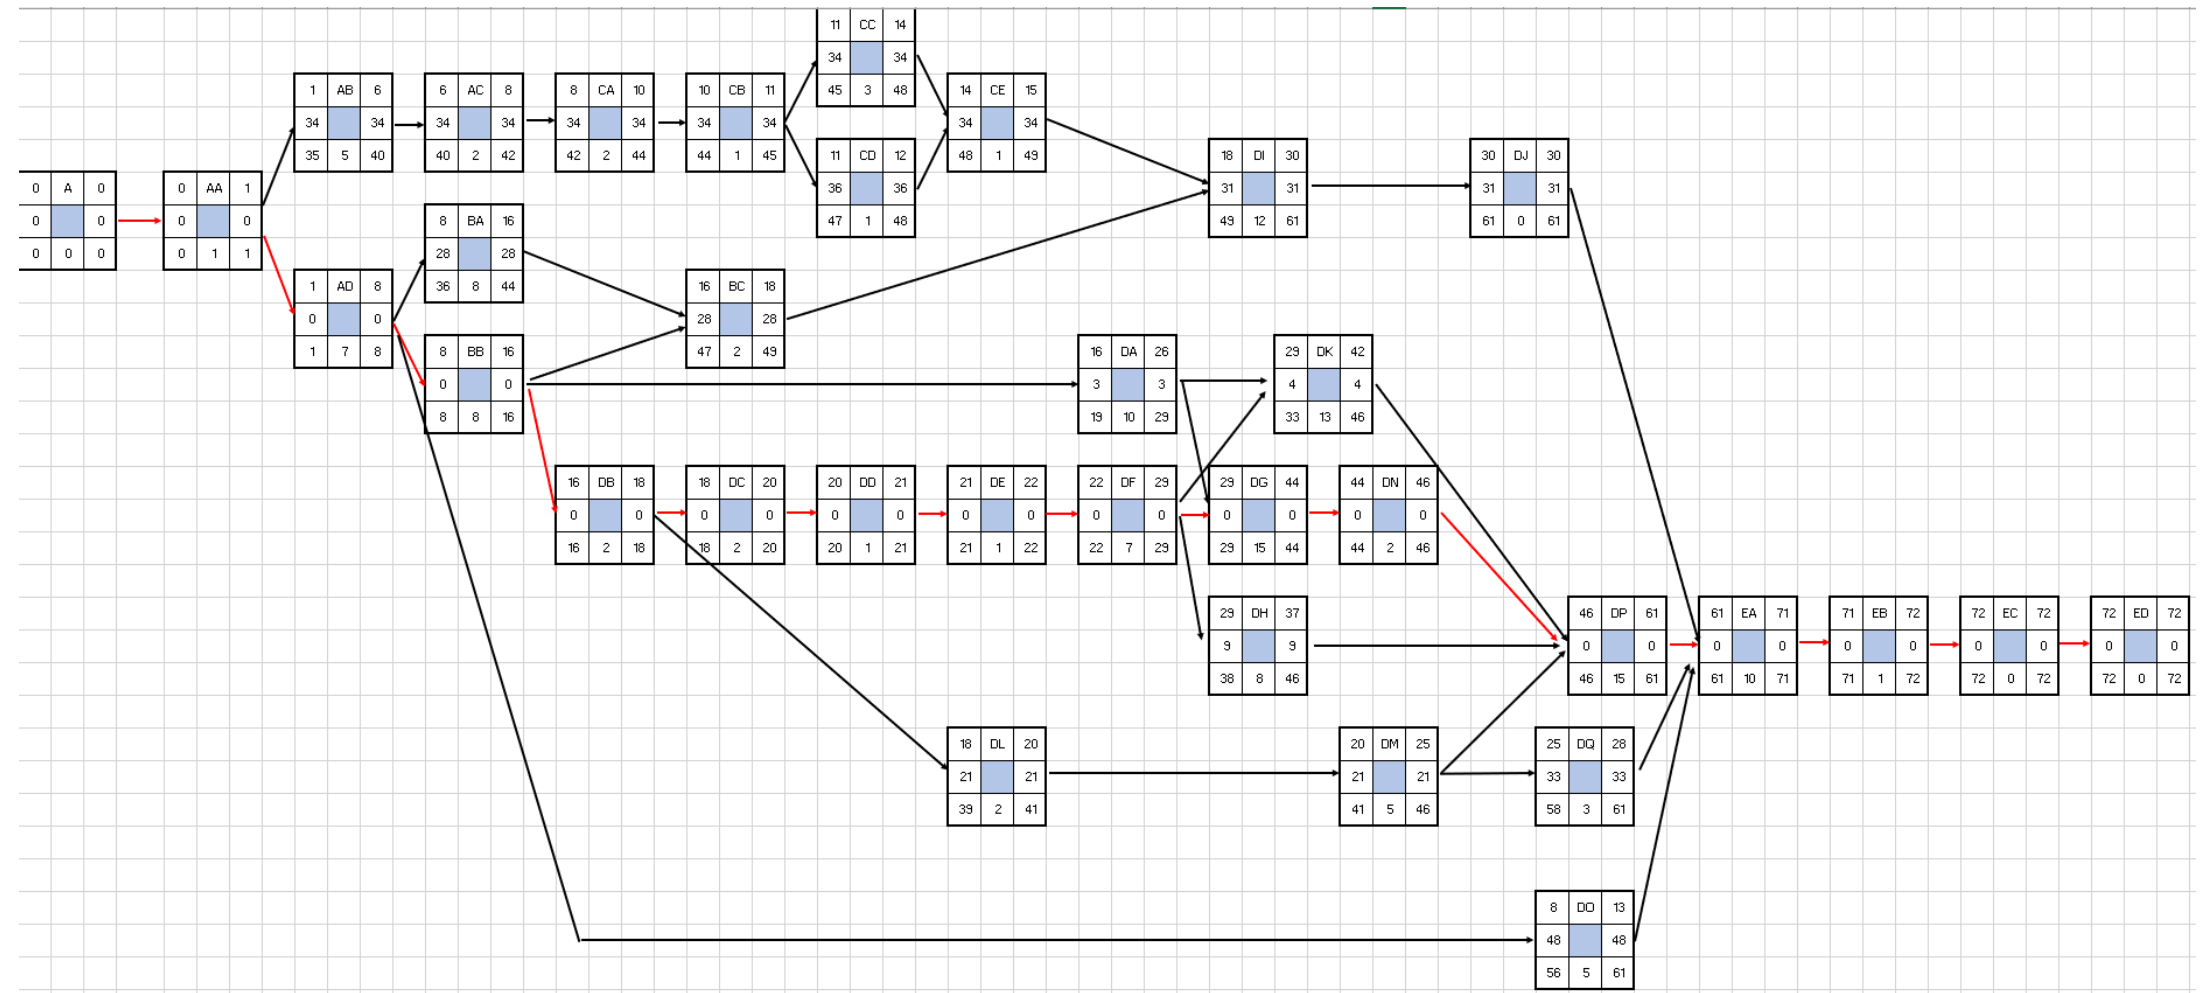 11 CC 14
34 34
45 3 48
1 AB 6
34 34
35 5 40
6 AC 8
34 34
40 2 42
8 CA 10
34 34
42 2 44
10 CB 11
34 34
44 1 45
14 CE 15
34 34
48 1 49
11 CD 12
36 36
47 1 48
18 DI 30
31 31
49 12 61
30 DJ 30
31 31
61 0 61
0 A 0
0 0
0 0 0
0 AA 1
0 0
0 1 1
8 BA 16
28 28
36 8 44
1 AD 8
0 0
1 7 8
16 BC 18
28 28
47 2 49
8 BB 16
0 0
8 8 16
16 DA 26
3 3
19 10 29
29 DK 42
4 4
33 13 46
16 DB 18
0 0
16 2 18
18 DC 20
0 0
18 2 20
20 DD 21
0 0
20 1 21
21 DE 22
0 0
21 1 22
22 DF 29
0 0
22 7 29
29 DG 44
0 0
29 15 44
44 DN 46
0 0
44 2 46
29 DH 37
9 9
38 8 46
46 DP 61
0 0
46 15 61
61 EA 71
0 0
61 10 71
71 EB 72
0 0
71 1 72
72 EC 72
0 0
72 0 72
72 ED 72
0 0
72 0 72
18 DL 20
21 21
39 2 41
20 DM 25
21 21
41 5 46
25 DQ 28
33 33
58 3 61
8 DO 13
48 48
56 5 61